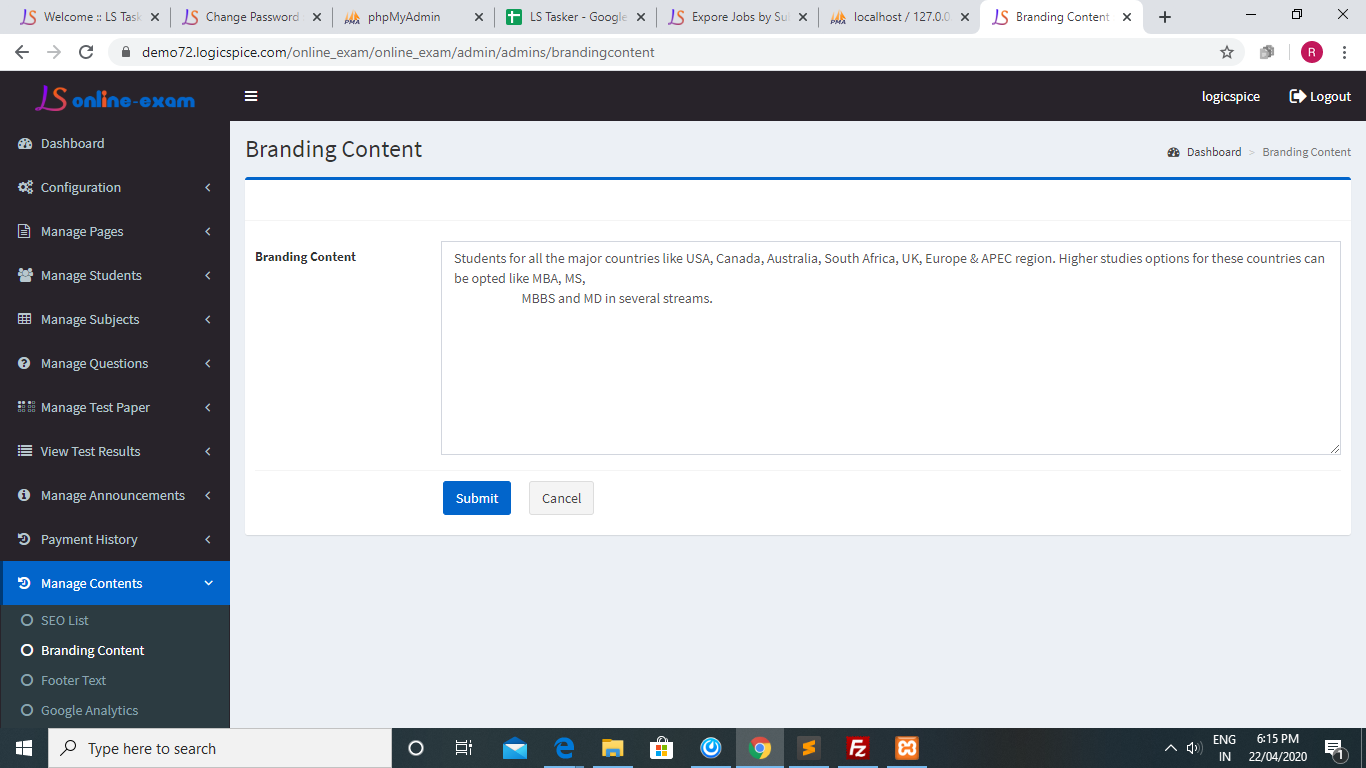 Welcome :: LS Task
Change Password
phpMyAdmin
LS Tasker - Google
Expore Jobs by Sul
localhost / 127.0.0
Branding Content
demo72.logicspice.com/online_exam/online_exam/admin/admins/brandingcontent
R
LS online-exam
logicspice
Logout
Dashboard
Configuration
Manage Pages
Manage Students
Manage Subjects
Manage Questions
Manage Test Paper
View Test Results
Manage Announcements
Payment History
Manage Contents
SEO List
Branding Content
Footer Text
Google Analytics
Branding Content
Dashboard > Branding Content
Branding Content
Students for all the major countries like USA, Canada, Australia, South Africa, UK, Europe & APEC region. Higher studies options for these countries can
be opted like MBA, MS,
MBBS and MD in several streams.
Submit
Cancel
Type here to search
ENG
IN
6:15 PM
22/04/2020
1